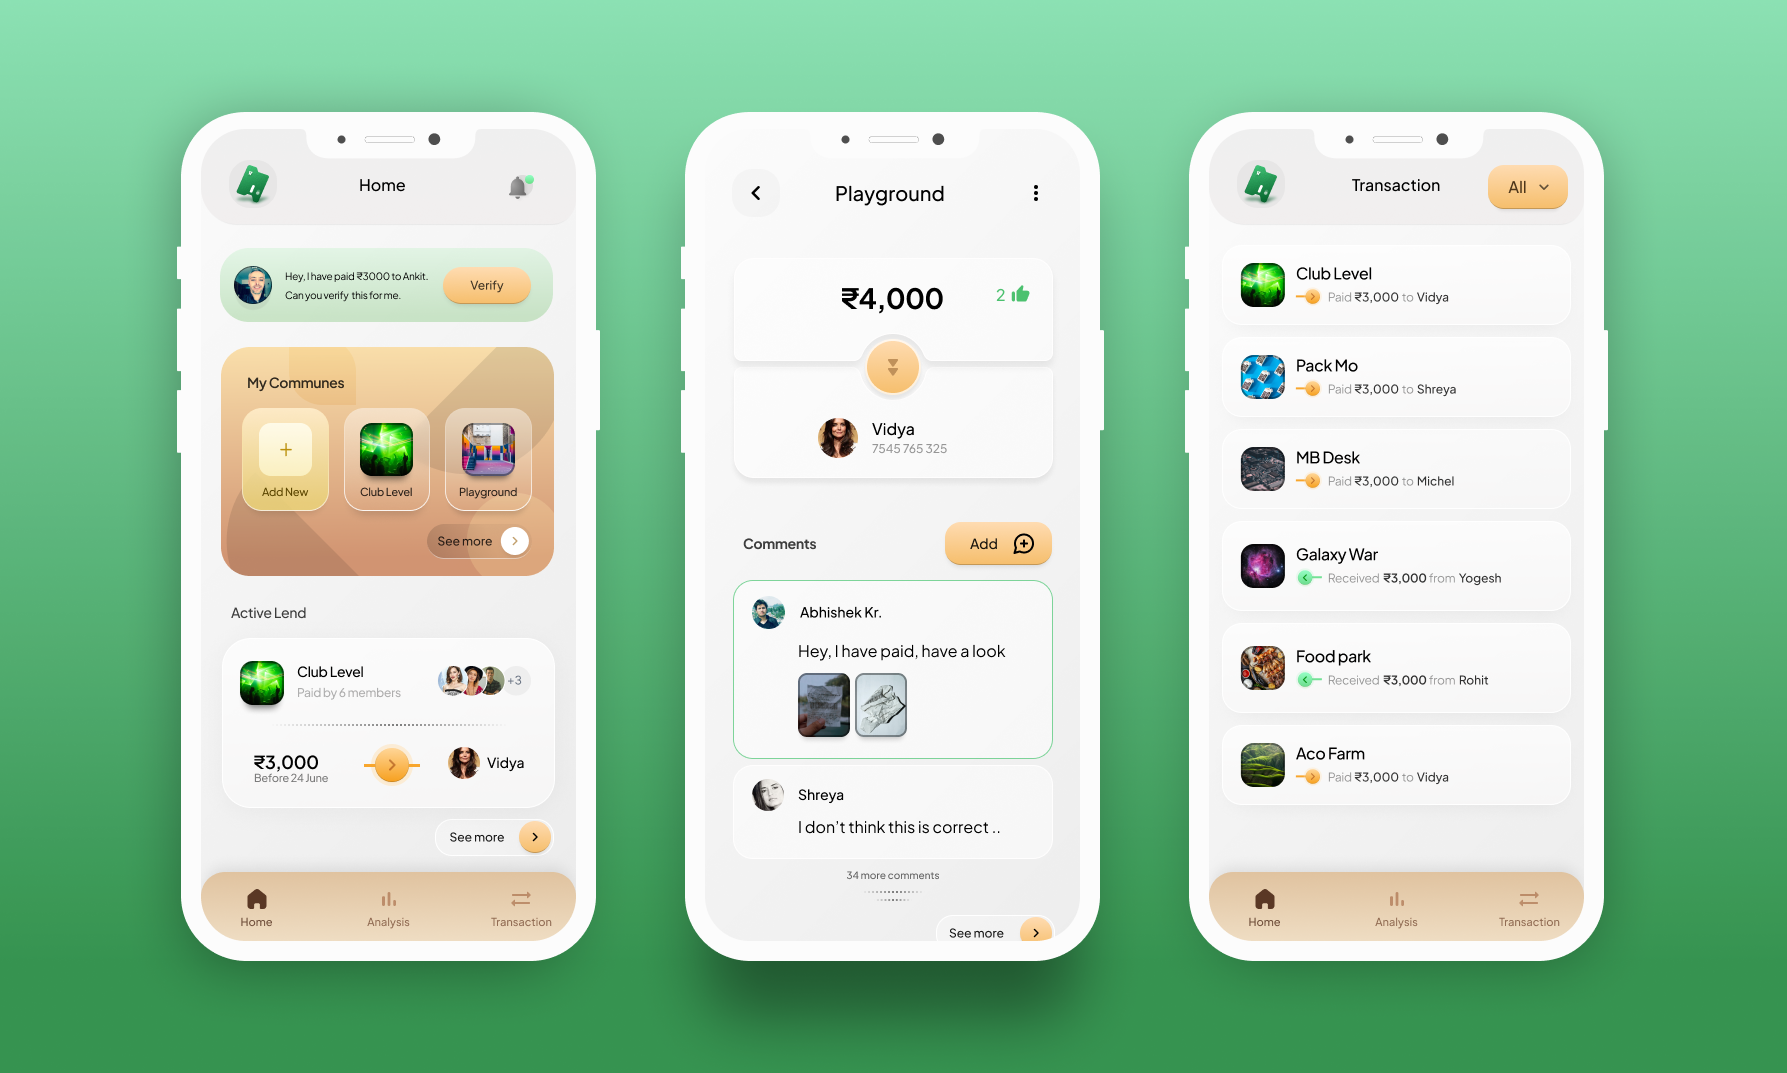 Home
Hey, I have paid ₹3000 to Ankit.
Can you verify this for me.
Verify
My Communes
Add New
Club Level
Playground
See more
Active Lend
Club Level
Paid by 6 members
+3
₹3,000
Before 24 June
Vidya
See more
Home
Analysis
Transaction
Playground
₹4,000
2
Vidya
7545 765 325
Comments
Add
Abhishek Kr.
Hey, I have paid, have a look
Shreya
I don't think this is correct ..
34 more comments
See more
Transaction
All
Club Level
Paid ₹3,000 to Vidya
Pack Mo
Paid ₹3,000 to Shreya
MB Desk
Paid ₹3,000 to Michel
Galaxy War
Received ₹3,000 from Yogesh
Food park
Received ₹3,000 from Rohit
Aco Farm
Paid ₹3,000 to Vidya
Home
Analysis
Transaction